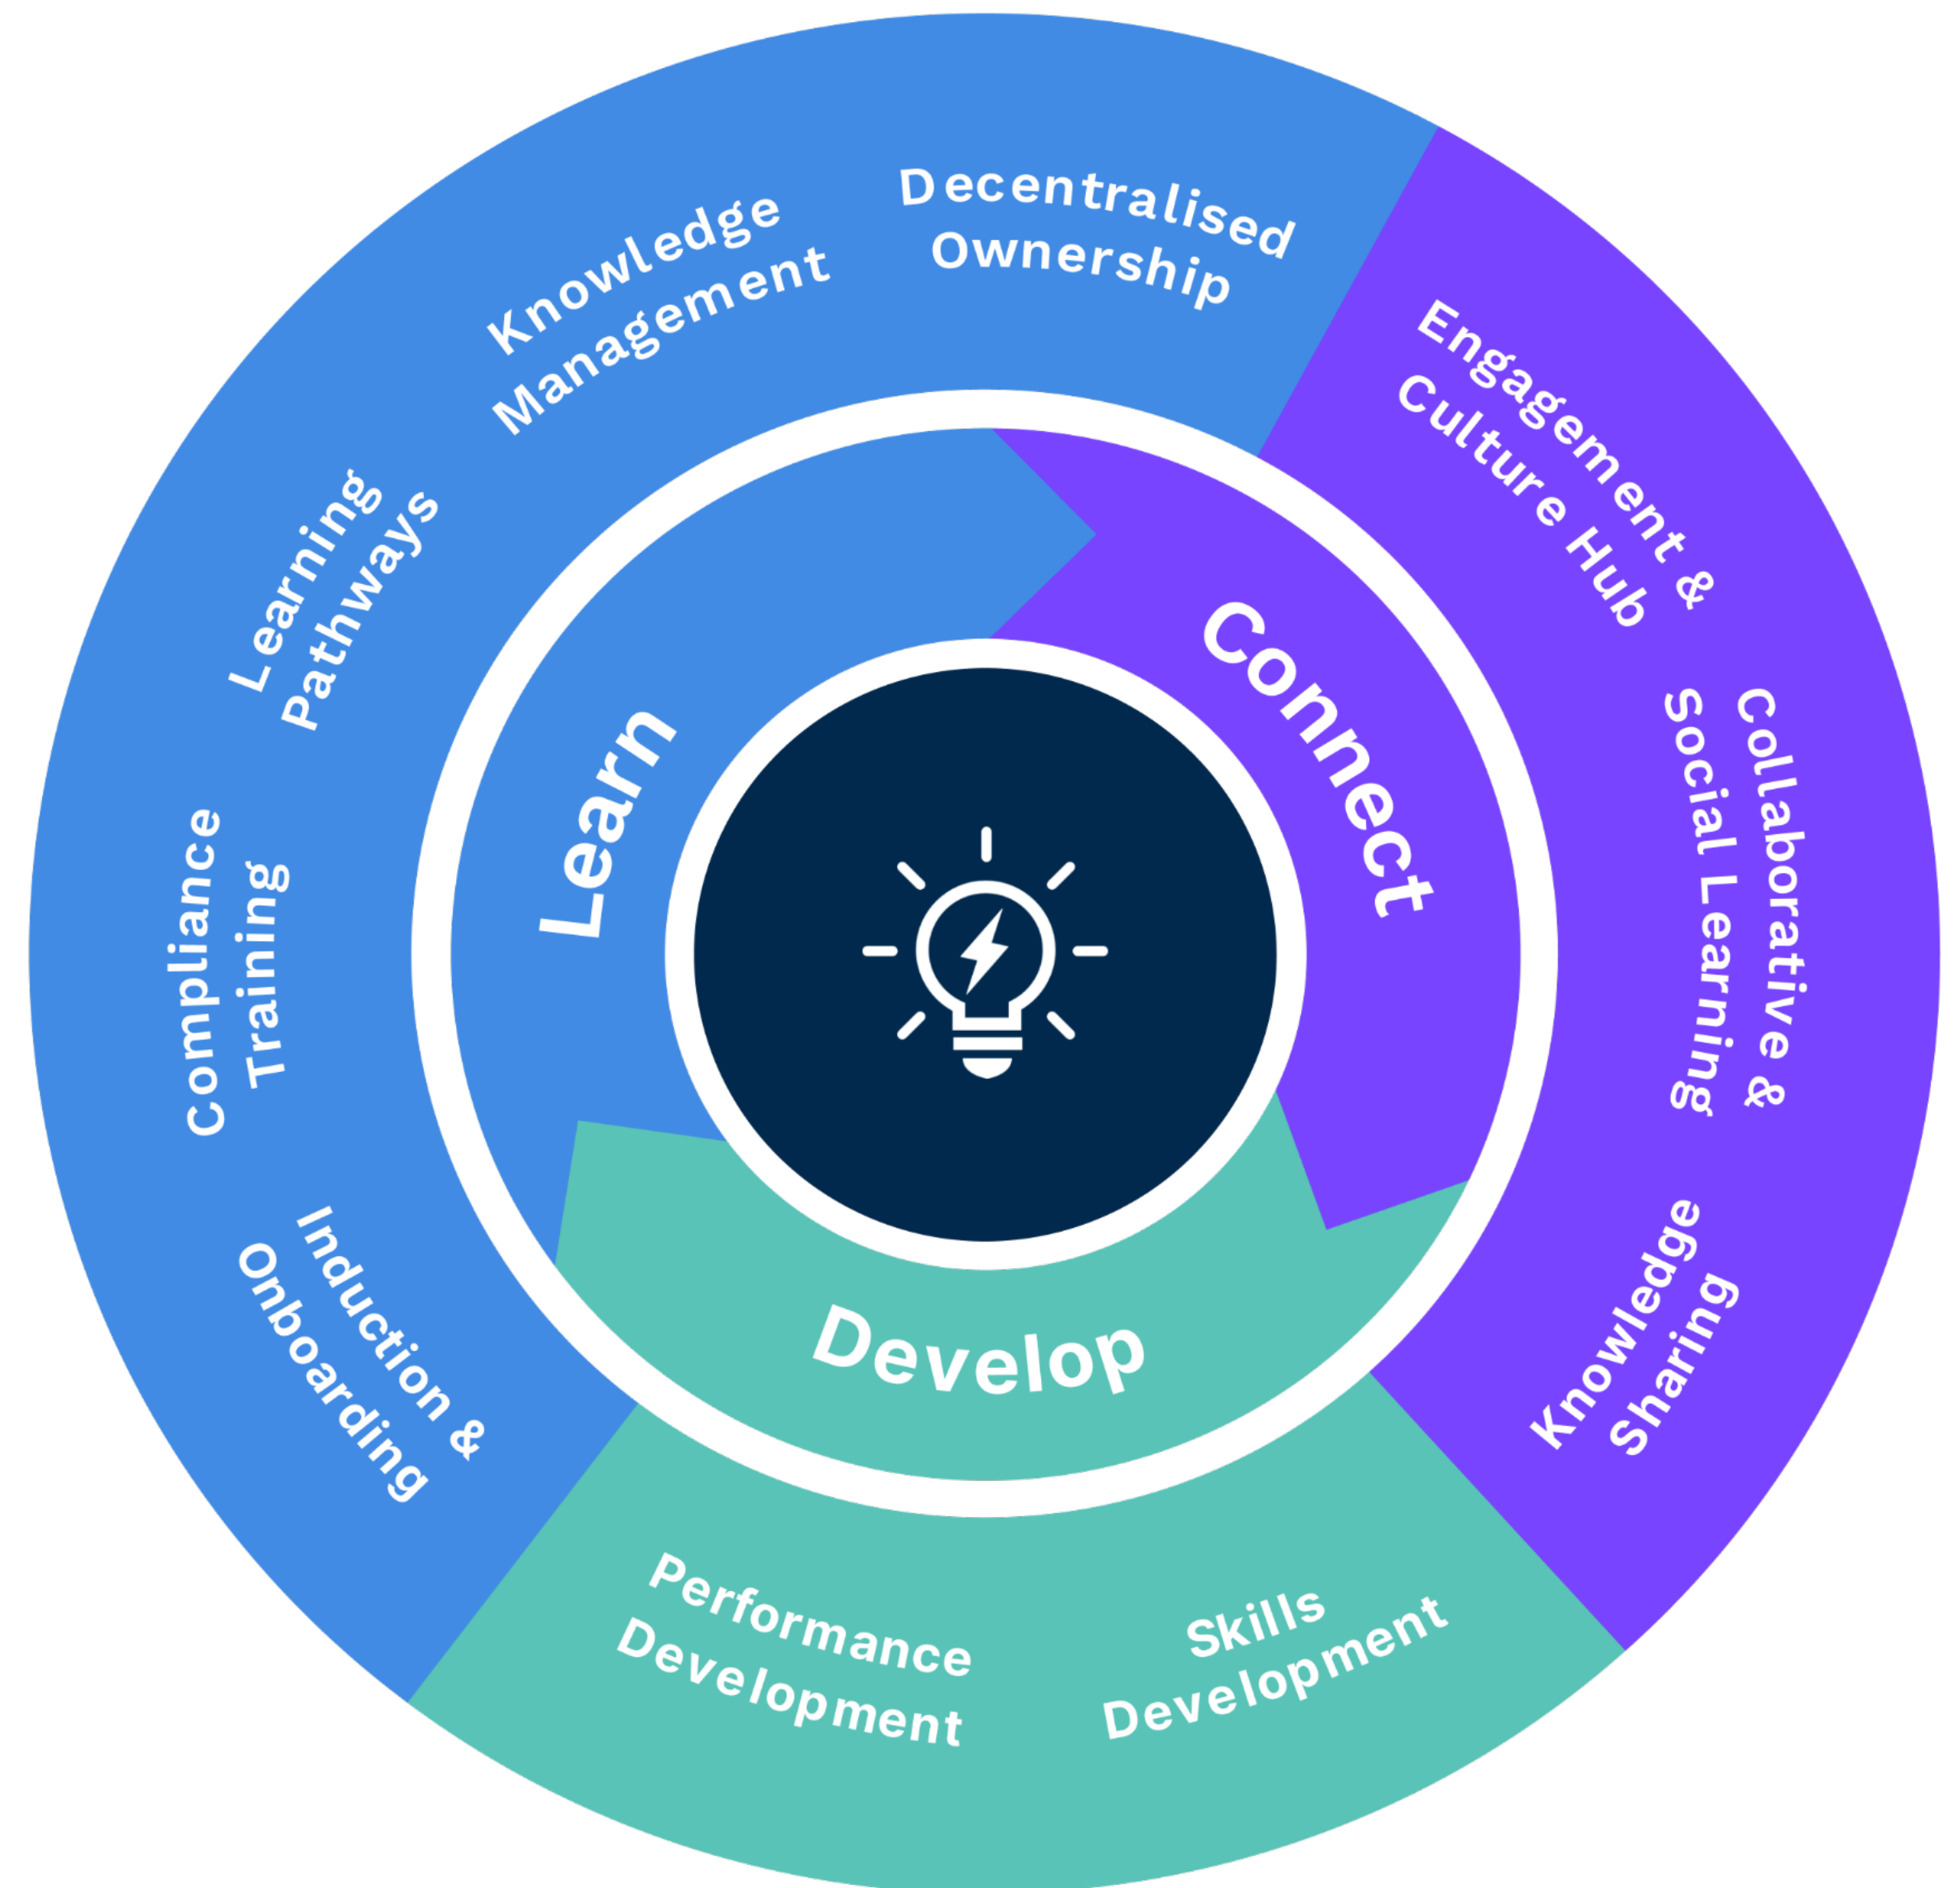 Decentralised
Ownership
Engagement &
Culture Hub
Collaborative &
Social Learning
Knowledge
Sharing
Skills
Development
Performance
Development
Induction &
Onboarding
Compliance
Training
Learning
Pathways
Knowledge
Management
Learn
Connect
Develop